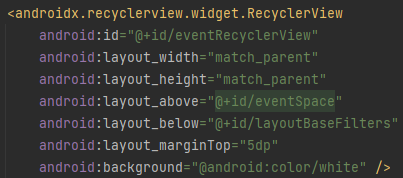 <androidx.recyclerview.widget.RecyclerView
android:id="@+id/eventRecyclerView"
android:layout_width="match_parent"
android:layout_height="match_parent"
android:layout_above="@+id/eventSpace"
android:layout_below="@+id/layoutBaseFilters"
android:layout_marginTop="5dp"
android:background="@android:color/white" />